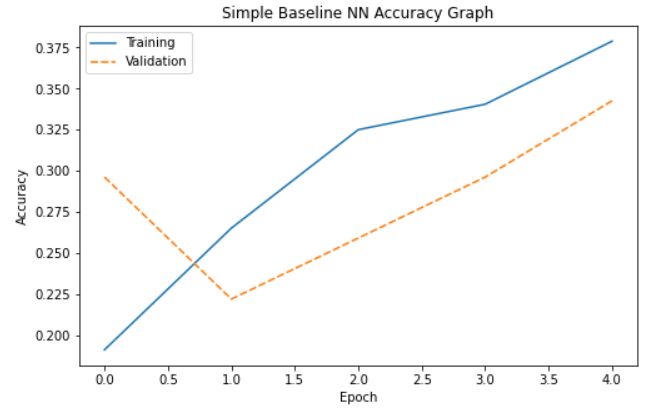 Simple Baseline NN Accuracy Graph
Training
Validation
0.375
0.350
0.325
0.300
0.275
0.250
0.225
0.200
Accuracy
0.0 0.5 1.0 1.5 2.0 2.5 3.0 3.5 4.0
Epoch